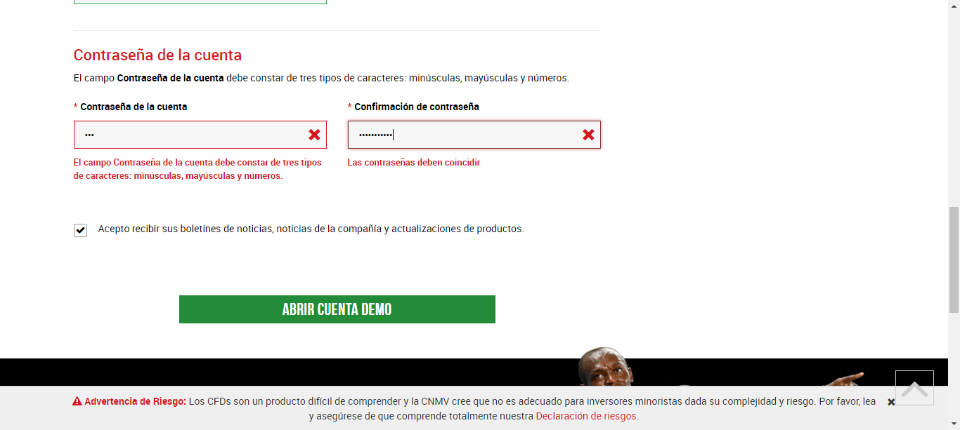 Contraseña de la cuenta
El campo Contraseña de la cuenta debe constar de tres tipos de caracteres: minúsculas, mayúsculas y números.
* Contraseña de la cuenta
* Confirmación de contraseña
El campo Contraseña de la cuenta debe constar de tres tipos
de caracteres: minúsculas, mayúsculas y números.
Las contraseñas deben coincidir
Acepto recibir sus boletines de noticias, noticias de la compañía y actualizaciones de productos.
ABRIR CUENTA DEMO
Advertencia de Riesgo: Los CFDs son un producto difícil de comprender y la CNMV cree que no es adecuado para inversores minoristas dada su complejidad y riesgo. Por favor, lea
y asegúrese de que comprende totalmente nuestra Declaración de riesgos.